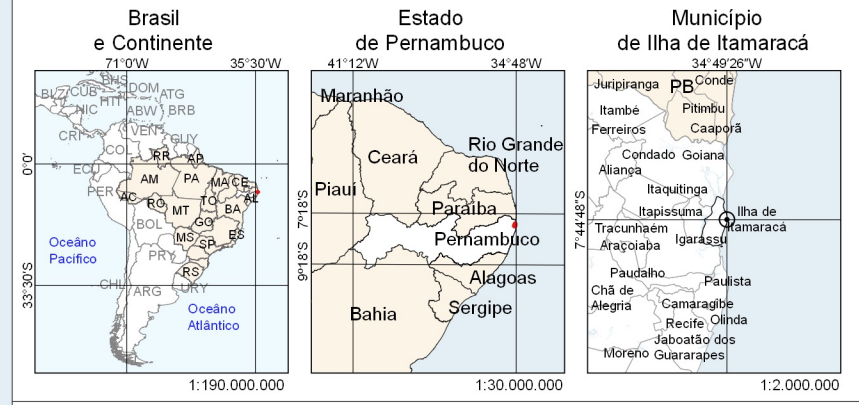 Brasil
e Continente
71°0'W
35°30'W
0°0'
33°30'S
BHS
BLZ
CUB
DOM
ATG
HTI
NIC
ABW
BRB
CRI
VEN
GUY
COL
RR
AP
ECU
AM
PA
MA
CE
PER
AC
RO
TO
AL
MT
BA
BOL
GO
MS
ES
SP
PRY
RS
CHL
ARG
URY
Oceâno
Pacífico
Oceâno
Atlântico
1:190.000.000
Estado
de Pernambuco
41°12'W
34°48'W
7°18'S
9°18'S
Maranhão
Ceará
Rio Grande
do Norte
Piauí
Paraíba
Pernambuco
Alagoas
Sergipe
Bahia
1:30.000.000
Município
de Ilha de Itamaracá
34°49'26"W
7°44'48"S
Juripiranga
PB
Conde
Itambé
Pitimbu
Ferreiros
Caaporã
Condado
Goiana
Aliança
Itaquitinga
Itapissuma
Ilha de
Itamaracá
Tracunhaém
Araçoiaba
Igarassu
Paudalho
Paulista
Chã de
Alegria
Camaragibe
Recife
Olinda
Jaboatão dos
Guararapes
Moreno
1:2.000.000